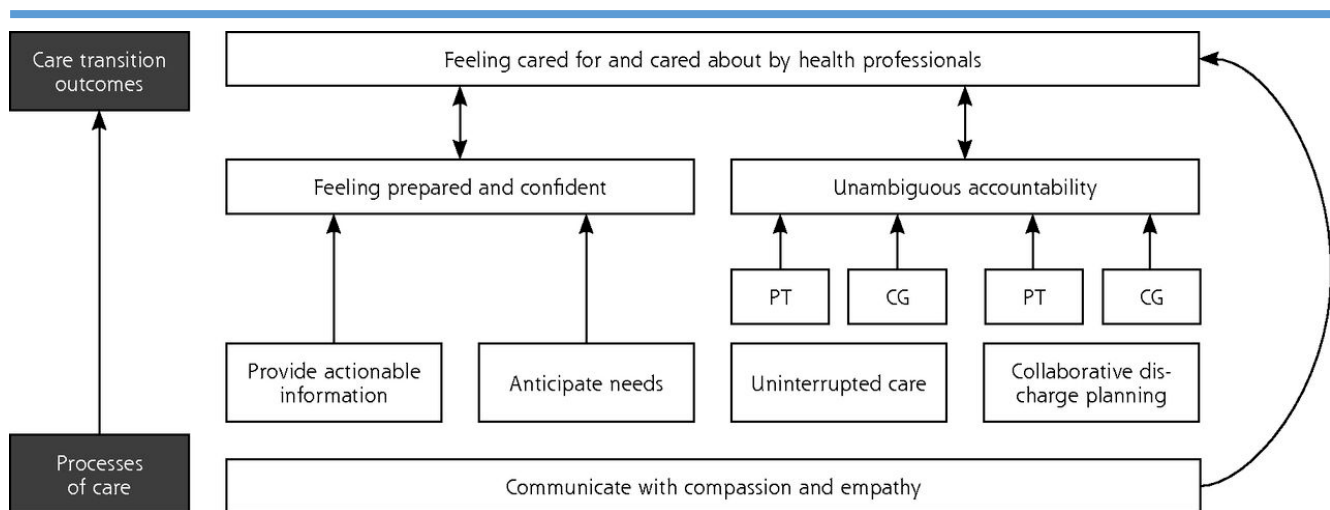 Care transition
outcomes
Feeling cared for and cared about by health professionals
Feeling prepared and confident
Unambiguous accountability
PT
CG
PT
CG
Provide actionable
information
Anticipate needs
Uninterrupted care
Collaborative dis-
charge planning
Processes
of care
Communicate with compassion and empathy